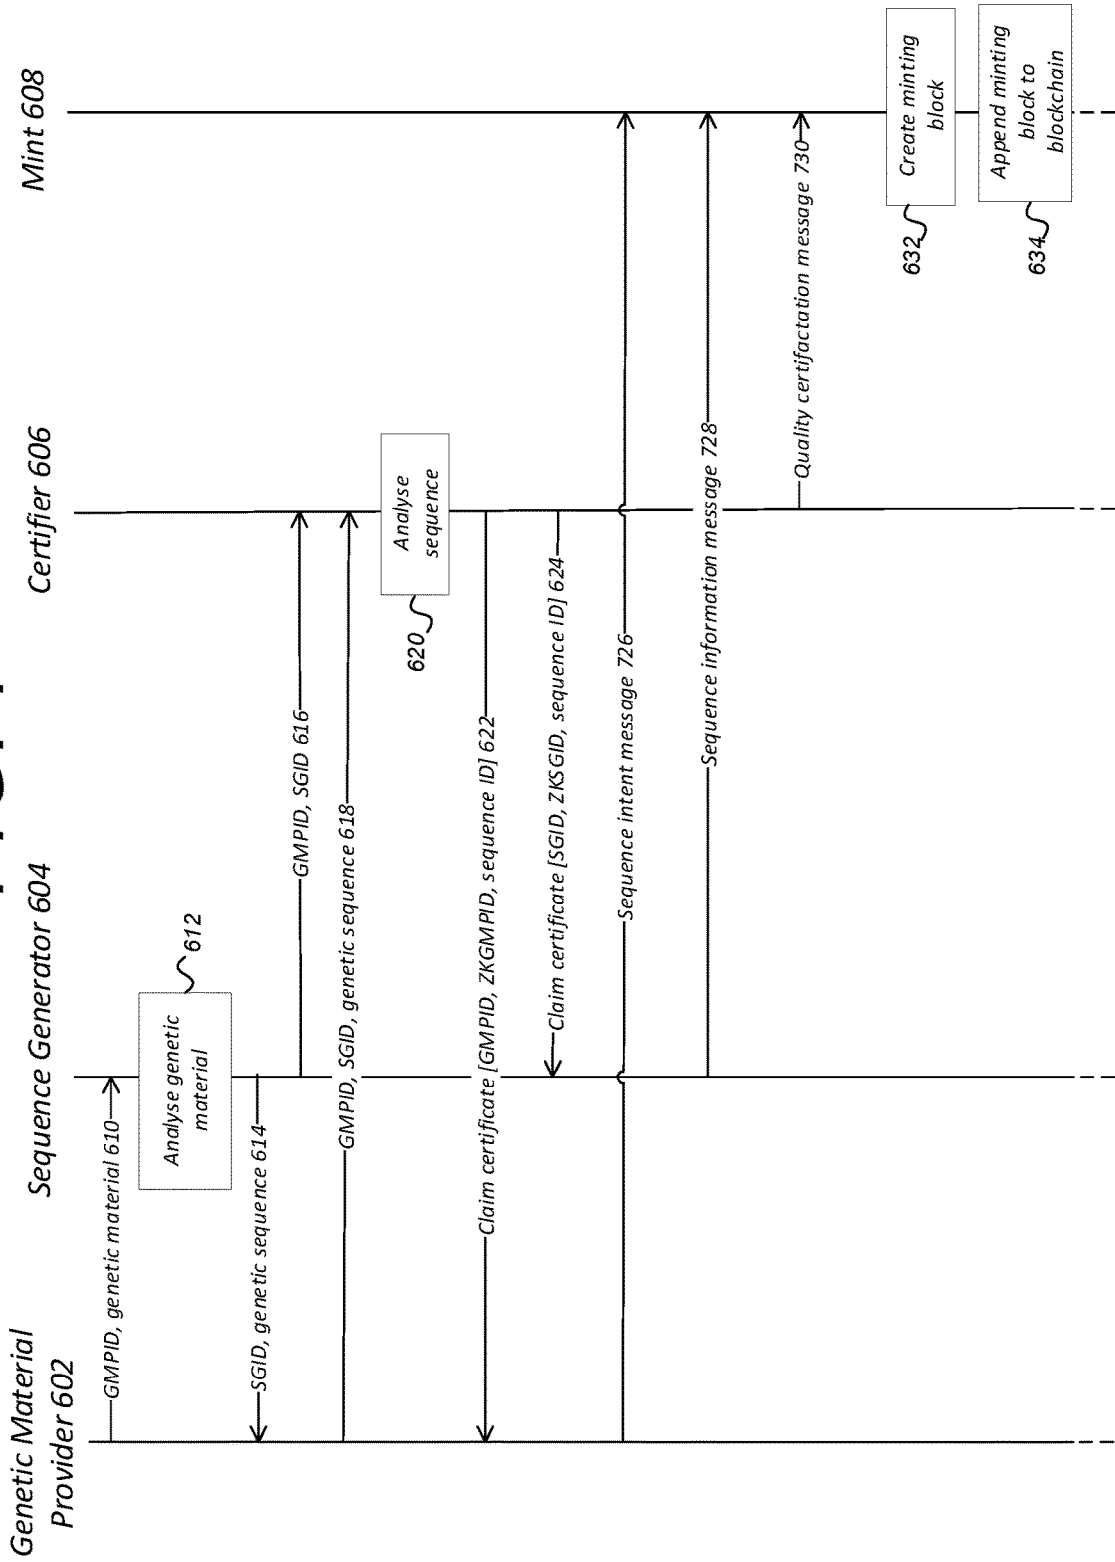 Genetic Material
Provider 602
Sequence Generator 604
Certifier 606
Mint 608
GMPID, genetic material 610
Analyse genetic
material
612
SGID, genetic sequence 614
GMPID, SGID 616
GMPID, SGID, genetic sequence 618
Analyse
sequence
620
Claim certificate [GMPID, ZKGMPID, sequence ID] 622
Claim certificate [SGID, ZKSGID, sequence ID] 624
Sequence intent message 726
Sequence information message 728
Quality certifactation message 730
Create minting
block
632
Append minting
block to
blockchain
634